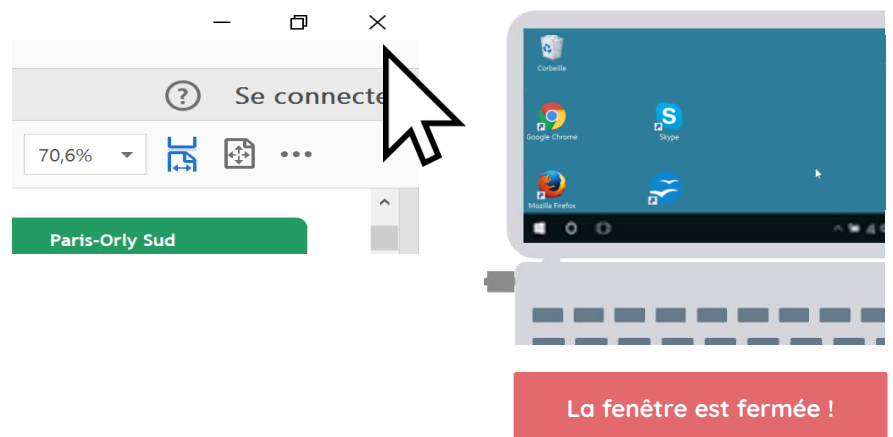 Se connecte
70,6%
Paris-Orly Sud
Corbeille
Google Chrome
Skype
Mozilla Firefox
La fenêtre est fermée !